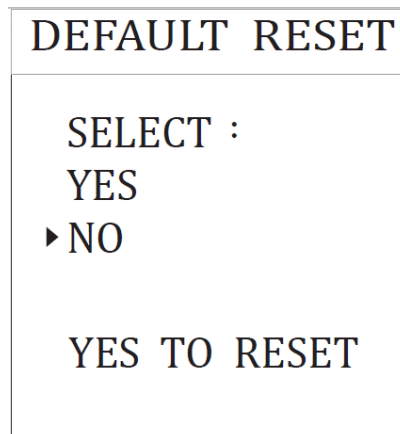 DEFAULT RESET
SELECT :
YES
NO
YES TO RESET